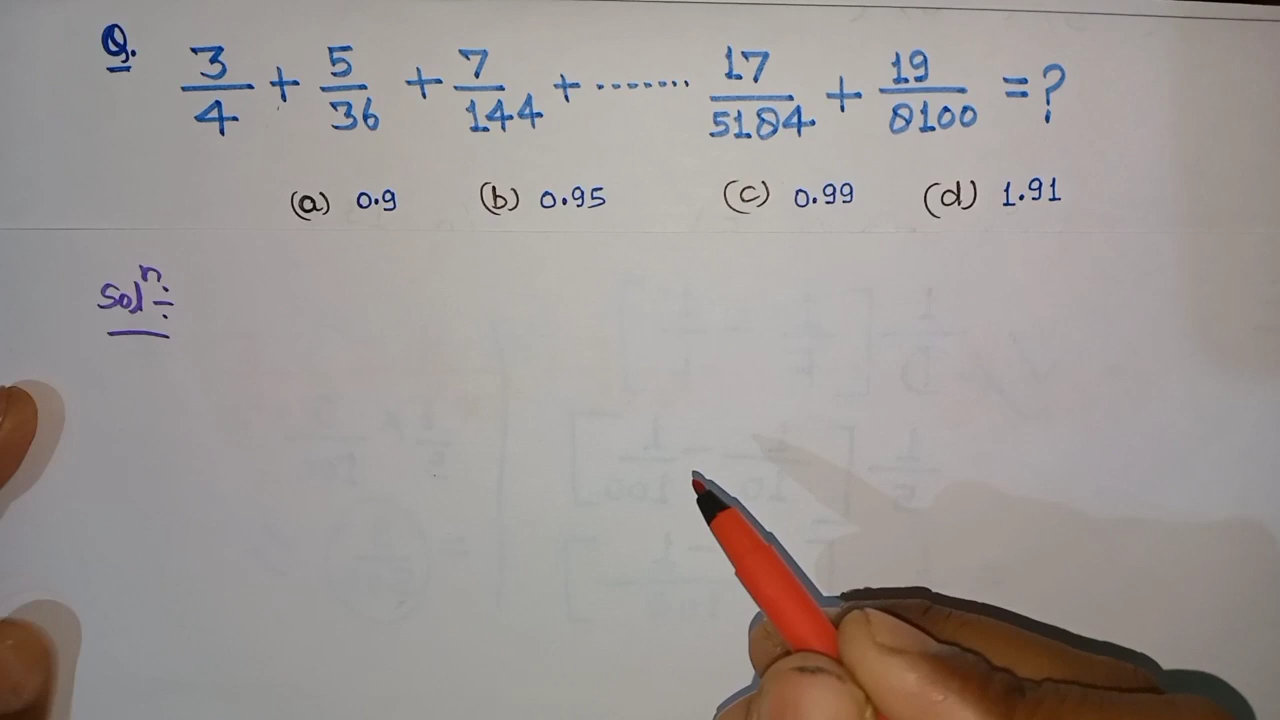 Q. 3/4 + 5/36 + 7/144 + ....... 17/5184 + 19/8100 = ?
(a) 0.9 (b) 0.95 (c) 0.99 (d) 1.91
Solⁿ÷